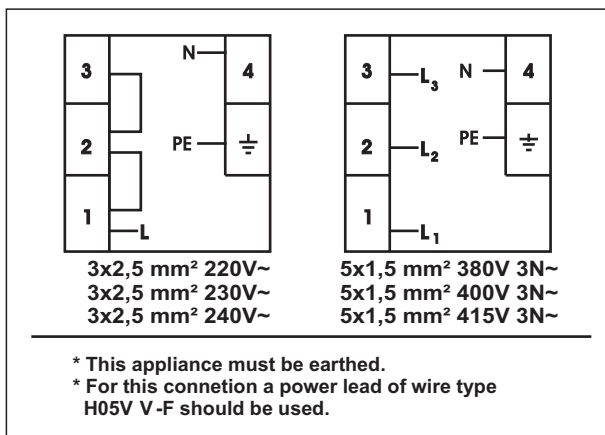 3 N 4
2 PE
1 L
3x2,5 mm² 220V~
3x2,5 mm² 230V~
3x2,5 mm² 240V~
3 L3 N 4
2 L2 PE
1 L1
5x1,5 mm² 380V 3N~
5x1,5 mm² 400V 3N~
5x1,5 mm² 415V 3N~
* This appliance must be earthed.
* For this connetion a power lead of wire type
H05V V -F should be used.